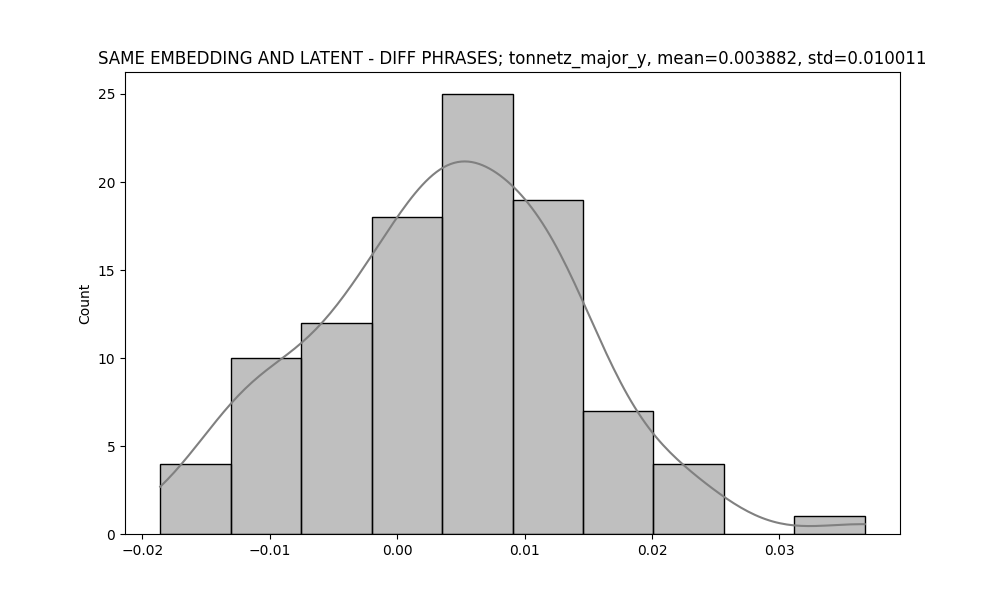 SAME EMBEDDING AND LATENT - DIFF PHRASES; tonnetz_major_y, mean=0.003882, std=0.010011
25
20
15
10
5
0
Count
−0.02 −0.01 0.00 0.01 0.02 0.03